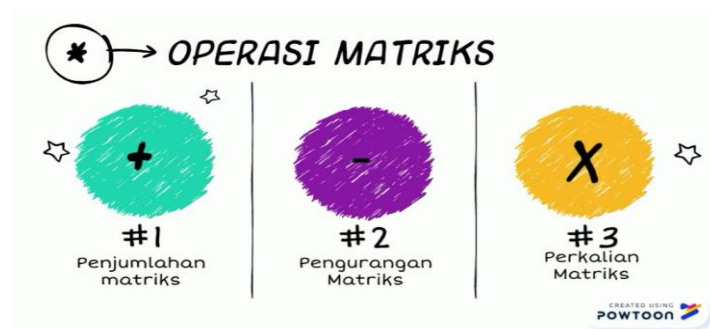 * OPERASI MATRIKS
+
-
X
#1
Penjumlahan
matriks
#2
Pengurangan
Matriks
#3
Perkalian
Matriks
CREATED USING
POWTOON